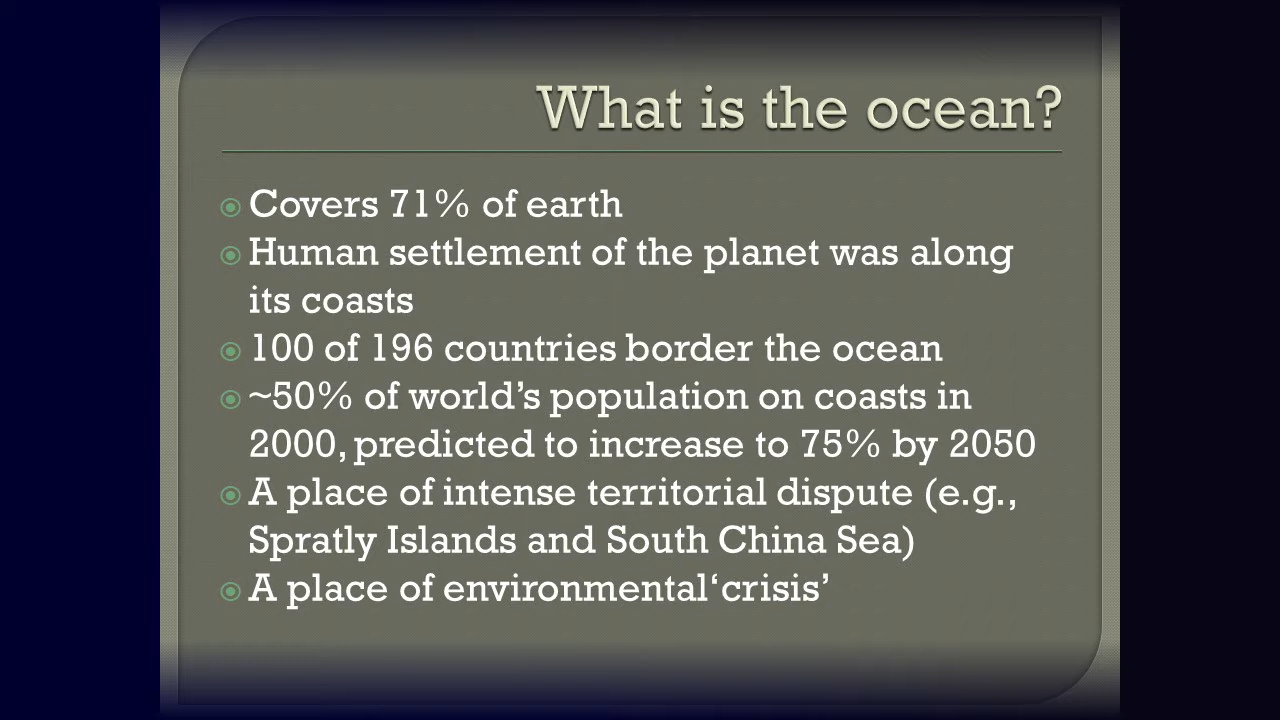 What is the ocean?
Covers 71% of earth
Human settlement of the planet was along
its coasts
100 of 196 countries border the ocean
~50% of world’s population on coasts in
2000, predicted to increase to 75% by 2050
A place of intense territorial dispute (e.g.,
Spratly Islands and South China Sea)
A place of environmental‘crisis’